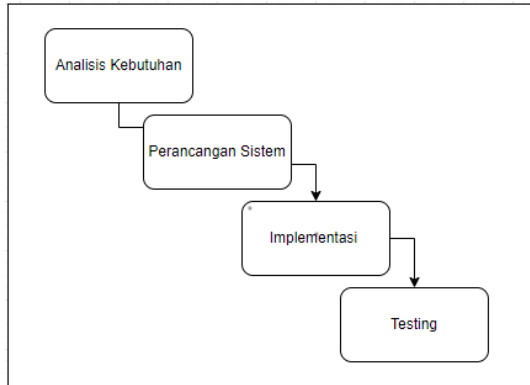 Analisis Kebutuhan
Perancangan Sistem
Implementasi
Testing